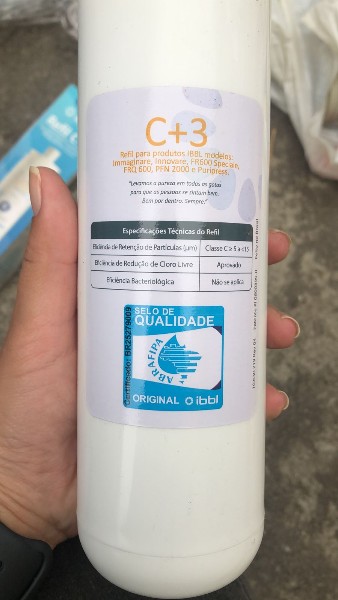 C+3
Refil para produtos IBBL modelos:
Immaginare, Innovare, FR600 Speciale,
FRQ 600, PFN 2000 e Puripress.
"Levamos a pureza em todas as gotas
para que as pessoas se sintam bem.
Bem por dentro. Sempre."
Especificações Técnicas do Refil
Eficiência de Retenção de Partículas (µm) Classe C ≥ 5 a <15
Eficiência de Redução de Cloro Livre Aprovado
Eficiência Bacteriológica Não se aplica
SELO DE
QUALIDADE
ABRAFIPA
ORIGINAL ibbl
Refil